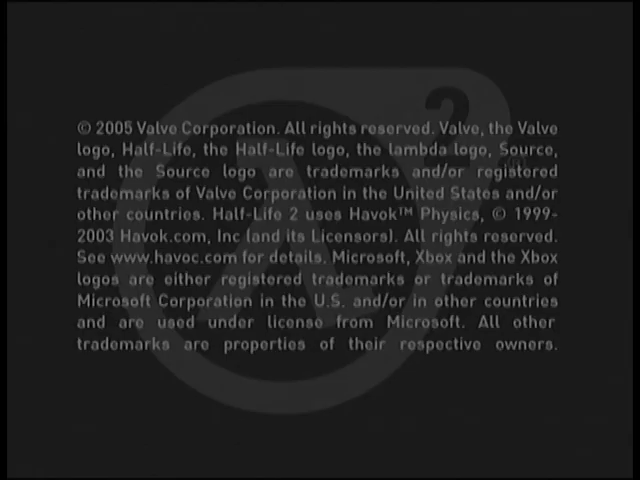 © 2005 Valve Corporation. All rights reserved. Valve, the Valve
logo, Half-Life, the Half-Life logo, the lambda logo, Source,
and the Source logo are trademarks and/or registered
trademarks of Valve Corporation in the United States and/or
other countries. Half-Life 2 uses Havok™ Physics, © 1999-
2003 Havok.com, Inc (and its Licensors). All rights reserved.
See www.havoc.com for details. Microsoft, Xbox and the Xbox
logos are either registered trademarks or trademarks of
Microsoft Corporation in the U.S. and/or in other countries
and are used under license from Microsoft. All other
trademarks are properties of their respective owners.
2